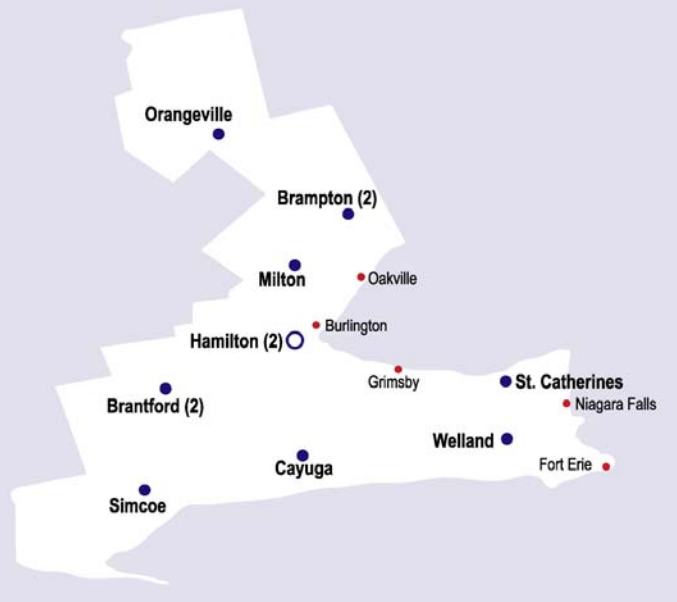 Orangeville
Brampton (2)
Milton
Oakville
Burlington
Hamilton (2)
Grimsby
St. Catherines
Brantford (2)
Niagara Falls
Welland
Cayuga
Fort Erie
Simcoe